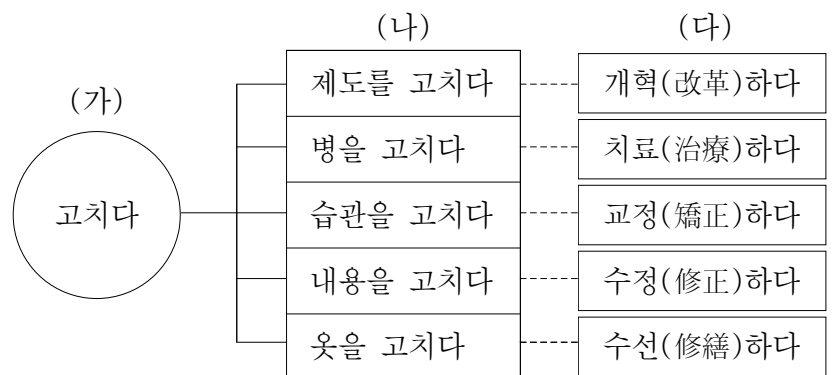 (나) (다)
(가)
고치다
제도를 고치다 개혁(改革)하다
병을 고치다 치료(治療)하다
습관을 고치다 교정(矯正)하다
내용을 고치다 수정(修正)하다
옷을 고치다 수선(修繕)하다